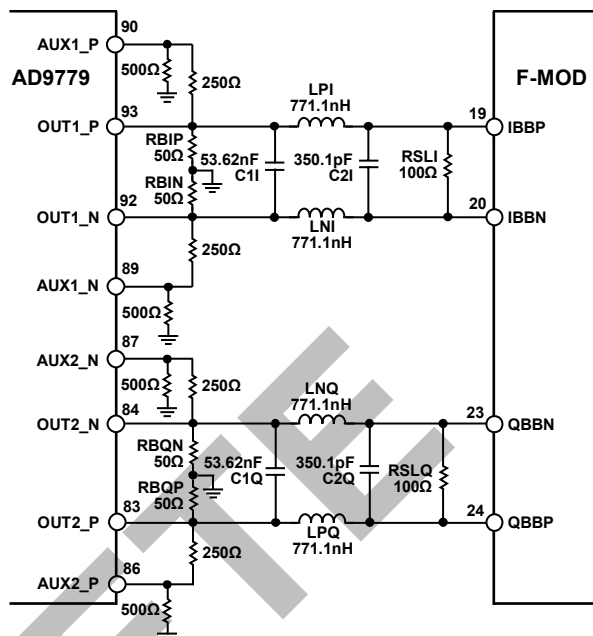 90
AUX1_P
AD9779
500Ω
250Ω
F-MOD
93
OUT1_P
LPI
771.1nH
19
IBBP
RBIP
50Ω
53.62nF
C1I
350.1pF
C2I
RSLI
100Ω
RBIN
50Ω
92
OUT1_N
20
IBBN
LNI
771.1nH
250Ω
89
AUX1_N
500Ω
87
AUX2_N
500Ω
250Ω
LNQ
771.1nH
84
OUT2_N
23
QBBN
RBQN
50Ω
53.62nF
C1Q
350.1pF
C2Q
RSLQ
100Ω
RBQP
50Ω
83
OUT2_P
24
QBBP
LPQ
771.1nH
250Ω
86
AUX2_P
500Ω